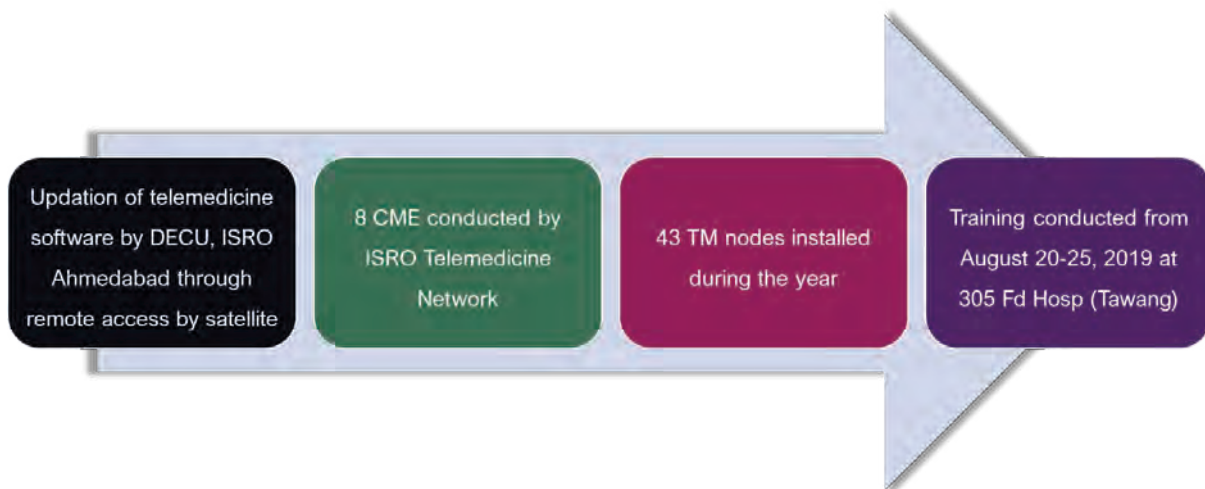 Updation of telemedicine
software by DECU, ISRO
Ahmedabad through
remote access by satellite
8 CME conducted by
ISRO Telemedicine
Network
43 TM nodes installed
during the year
Training conducted from
August 20-25, 2019 at
305 Fd Hosp (Tawang)